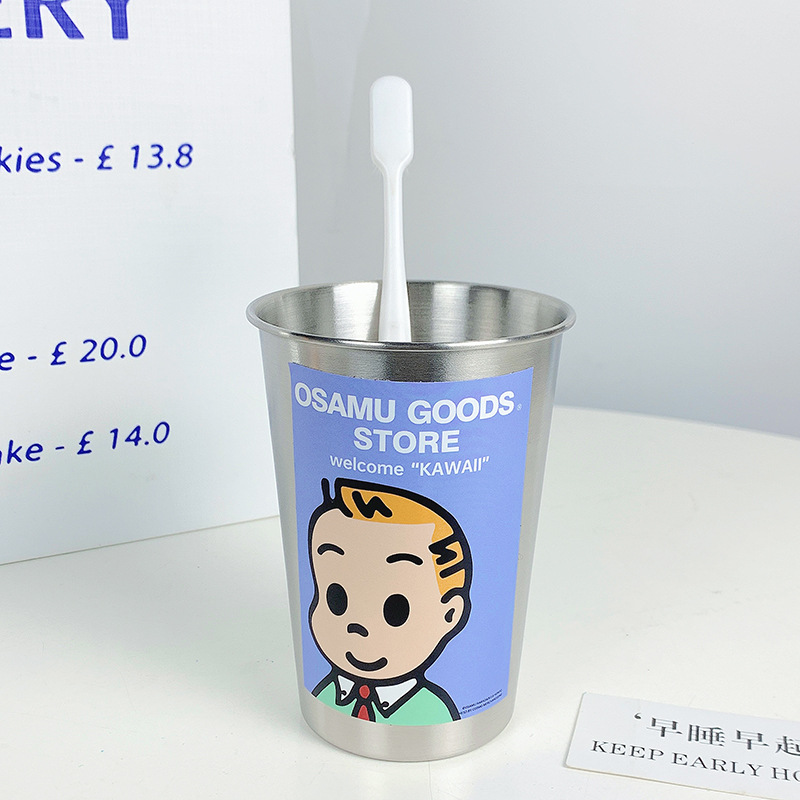 ERY
kies - £ 13.8
e - £ 20.0
ake - £ 14.0
OSAMU GOODS®
STORE
welcome "KAWAII"
‘早睡早起
KEEP EARLY HO